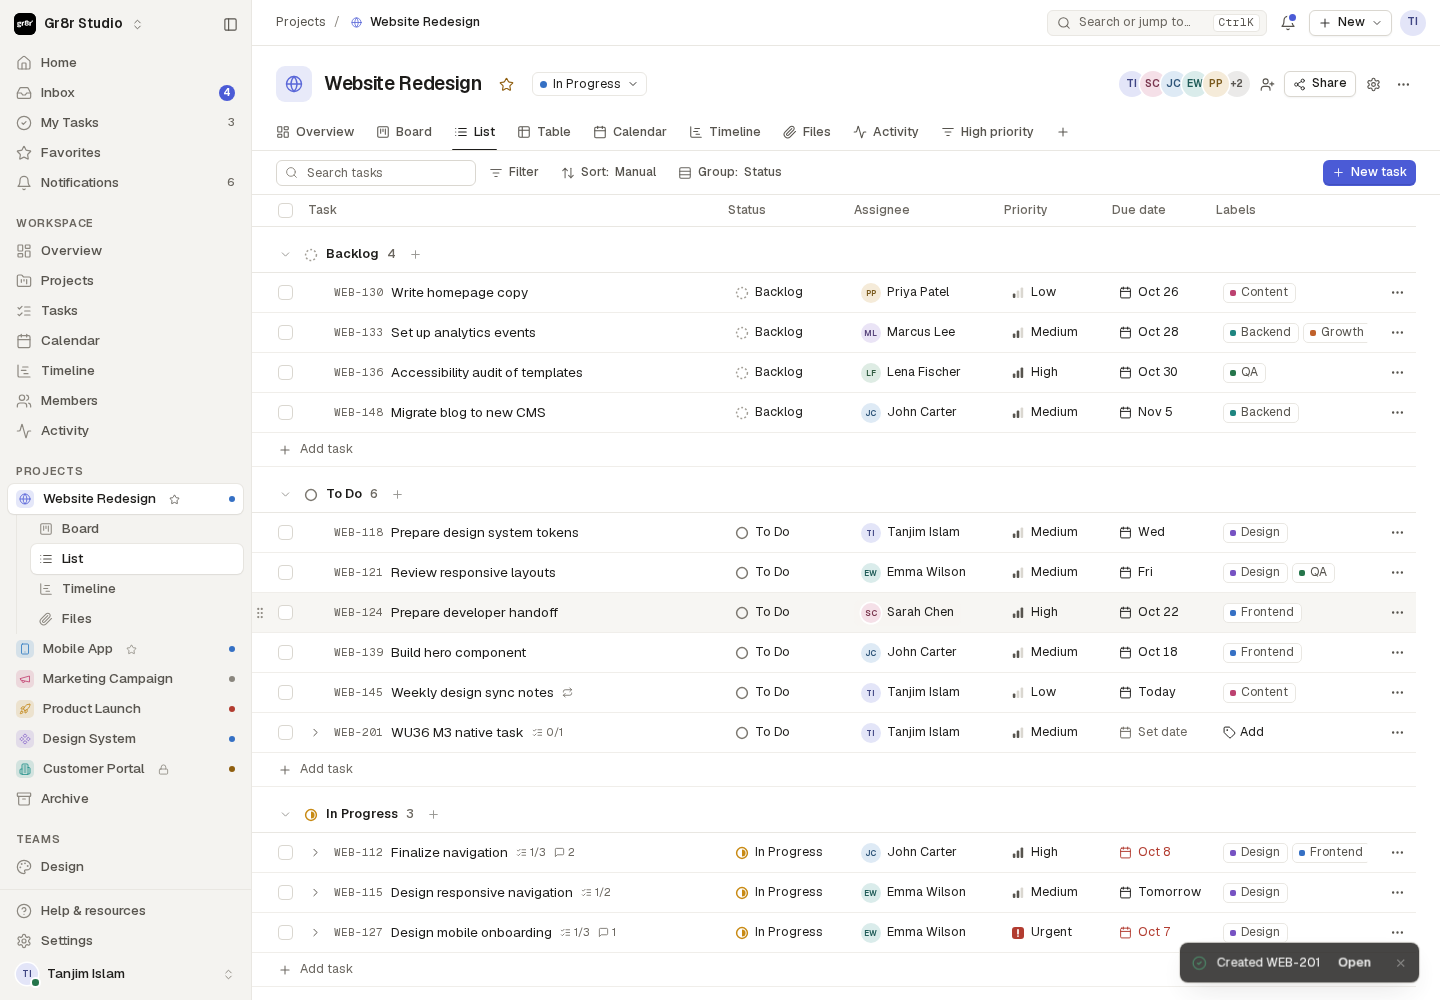 gr8r Gr8r Studio
Home
Inbox 4
My Tasks 3
Favorites
Notifications 6
WORKSPACE
Overview
Projects
Tasks
Calendar
Timeline
Members
Activity
PROJECTS
Website Redesign
Board
List
Timeline
Files
Mobile App
Marketing Campaign
Product Launch
Design System
Customer Portal
Archive
TEAMS
Design
Help & resources
Settings
TI Tanjim Islam
Projects / Website Redesign
Search or jump to... CtrlK
New
TI
Website Redesign
In Progress
TI SC JC EW PP +2
Share
Overview Board List Table Calendar Timeline Files Activity High priority
Search tasks Filter Sort: Manual Group: Status New task
Task Status Assignee Priority Due date Labels
Backlog 4
WEB-130 Write homepage copy Backlog PP Priya Patel Low Oct 26 Content
WEB-133 Set up analytics events Backlog ML Marcus Lee Medium Oct 28 Backend Growth
WEB-136 Accessibility audit of templates Backlog LF Lena Fischer High Oct 30 QA
WEB-148 Migrate blog to new CMS Backlog JC John Carter Medium Nov 5 Backend
Add task
To Do 6
WEB-118 Prepare design system tokens To Do TI Tanjim Islam Medium Wed Design
WEB-121 Review responsive layouts To Do EW Emma Wilson Medium Fri Design QA
WEB-124 Prepare developer handoff To Do SC Sarah Chen High Oct 22 Frontend
WEB-139 Build hero component To Do JC John Carter Medium Oct 18 Frontend
WEB-145 Weekly design sync notes To Do TI Tanjim Islam Low Today Content
WEB-201 WU36 M3 native task 0/1 To Do TI Tanjim Islam Medium Set date Add
Add task
In Progress 3
WEB-112 Finalize navigation 1/3 2 In Progress JC John Carter High Oct 8 Design Frontend
WEB-115 Design responsive navigation 1/2 In Progress EW Emma Wilson Medium Tomorrow Design
WEB-127 Design mobile onboarding 1/3 1 In Progress EW Emma Wilson Urgent Oct 7 Design
Add task
Created WEB-201 Open